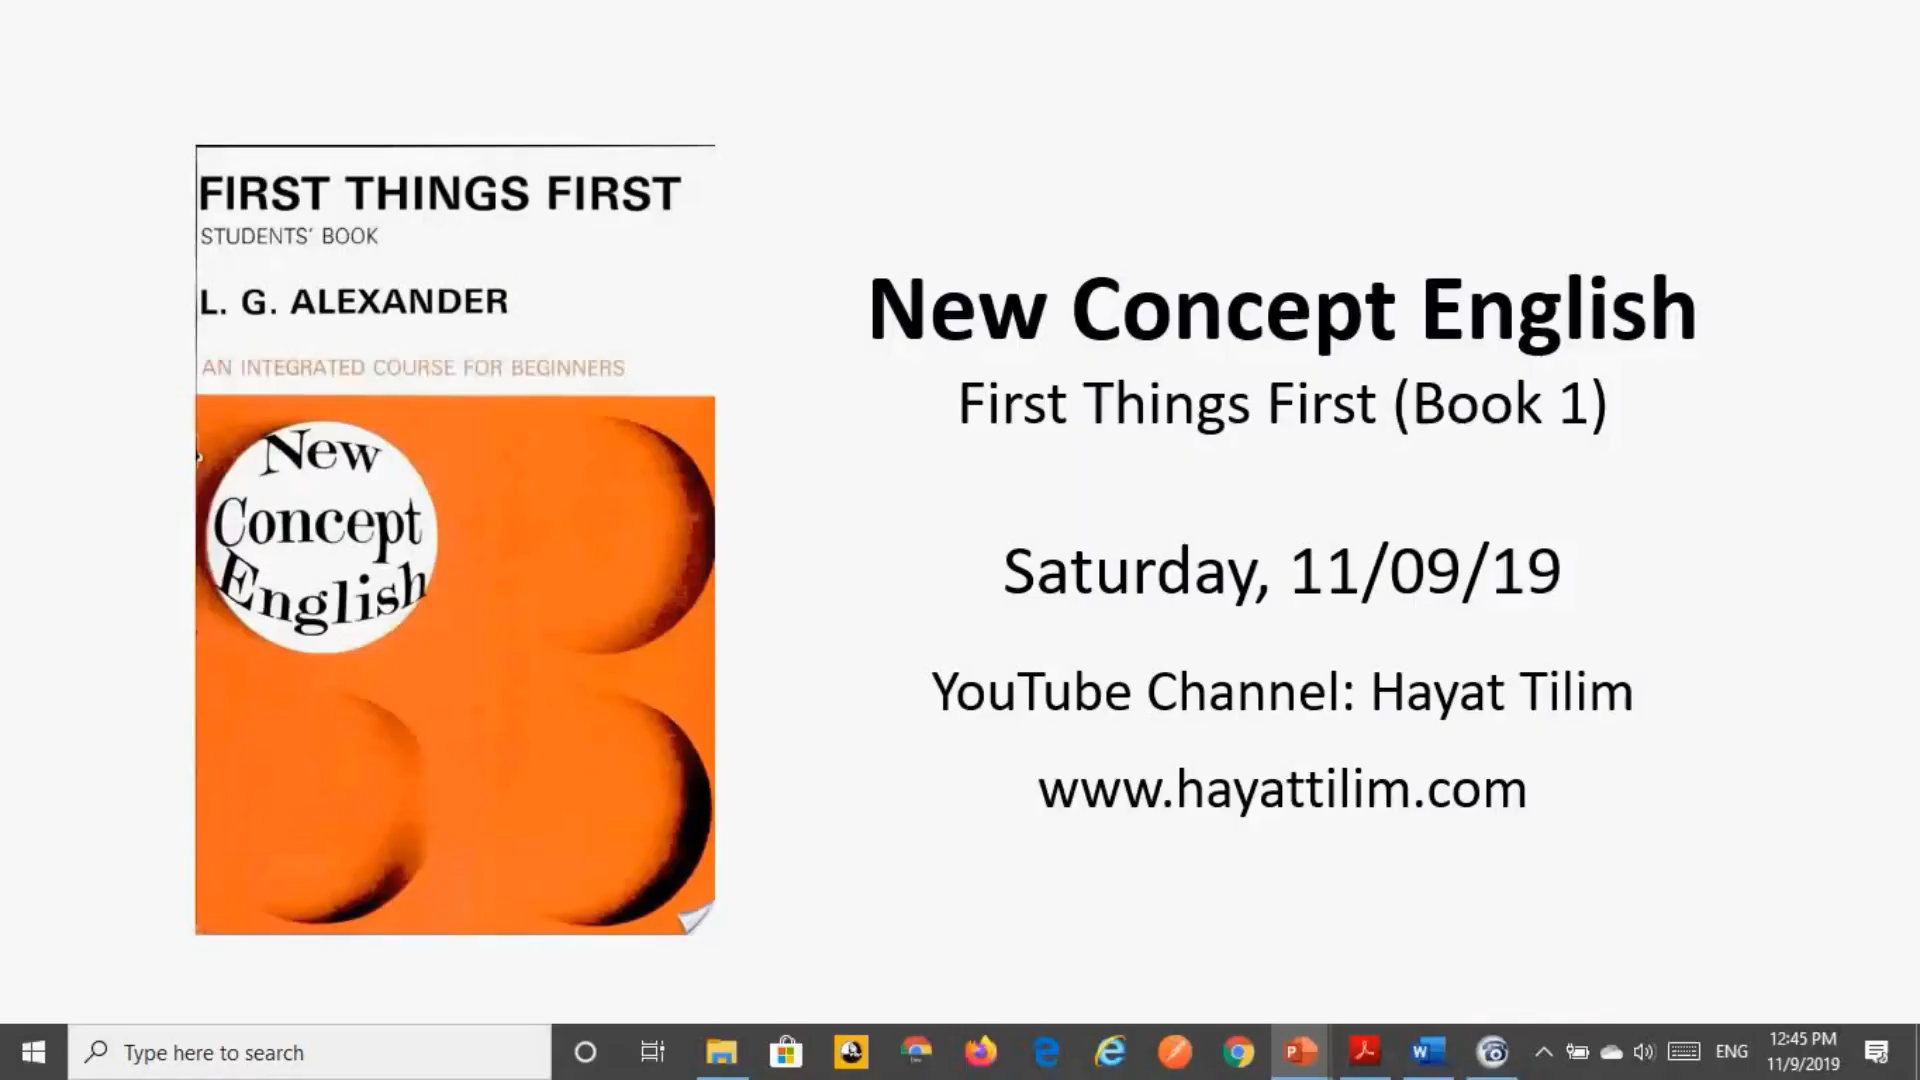 FIRST THINGS FIRST
STUDENTS' BOOK
L. G. ALEXANDER
AN INTEGRATED COURSE FOR BEGINNERS
New
Concept
English
New Concept English
First Things First (Book 1)
Saturday, 11/09/19
YouTube Channel: Hayat Tilim
www.hayattilim.com
Type here to search
ENG
12:45 PM
11/9/2019